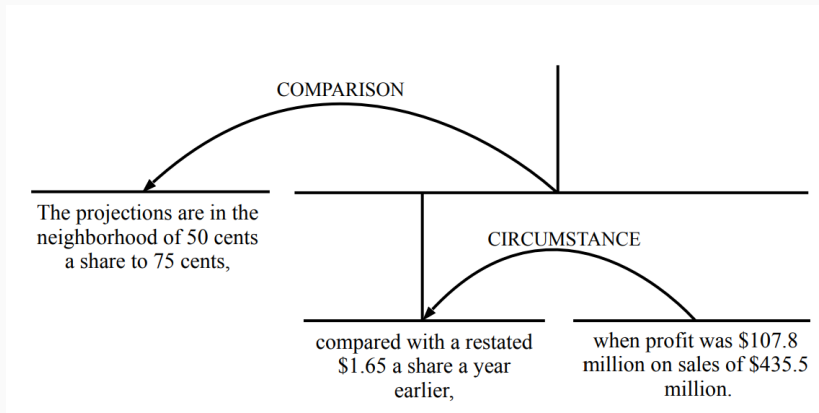 COMPARISON
The projections are in the
neighborhood of 50 cents
a share to 75 cents,
CIRCUMSTANCE
compared with a restated
$1.65 a share a year
earlier,
when profit was $107.8
million on sales of $435.5
million.